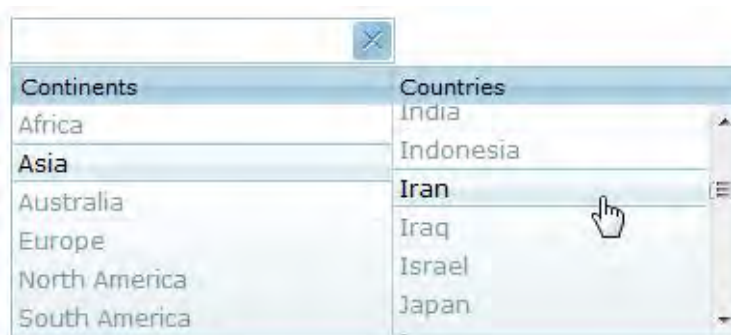 Continents
Africa
Asia
Australia
Europe
North America
South America
Countries
India
Indonesia
Iran
Iraq
Israel
Japan